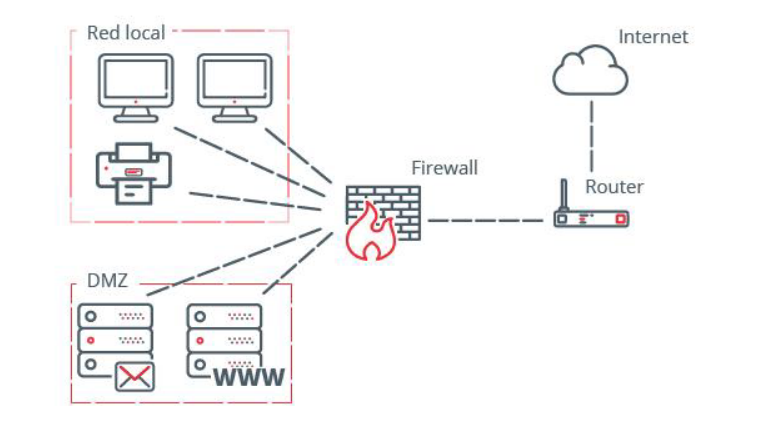 Red local
Internet
Firewall
Router
DMZ
WWW